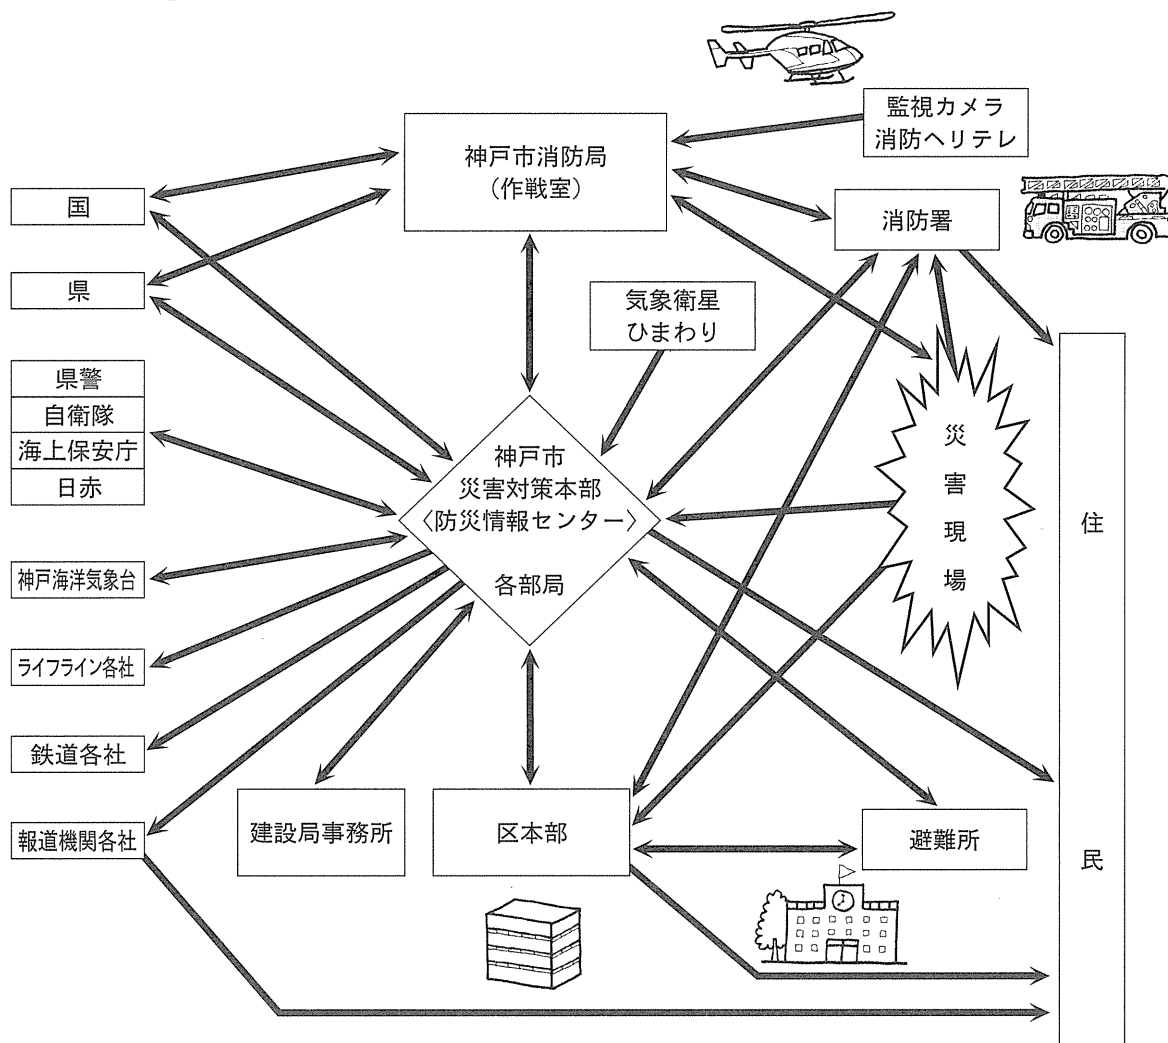 監視カメラ
消防ヘリテレ
神戸市消防局
（作戦室）
国
消防署
県
気象衛星
ひまわり
県警
自衛隊
海上保安庁
日赤
神戸市
災害対策本部
〈防災情報センター〉
各部局
災害現場
住民
神戸海洋気象台
ライフライン各社
鉄道各社
報道機関各社
建設局事務所
区本部
避難所